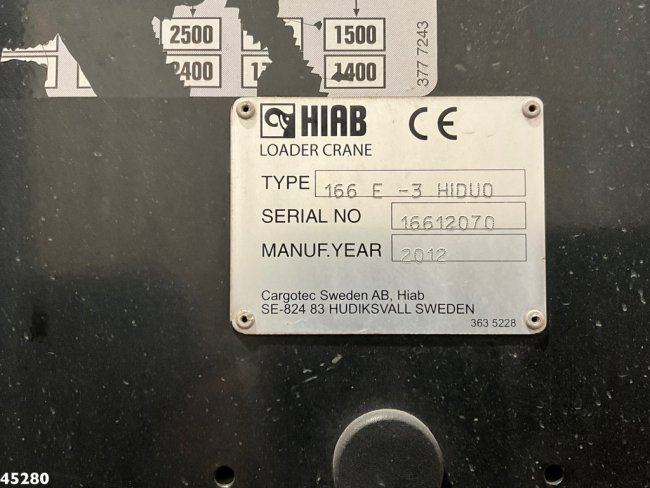 2500
1500
2400
1400
377 7243
HIAB
CE
LOADER CRANE
TYPE 166 E -3 HIDUO
SERIAL NO 16612070
MANUF.YEAR 2012
Cargotec Sweden AB, Hiab
SE-824 83 HUDIKSVALL SWEDEN
363 5228
45280